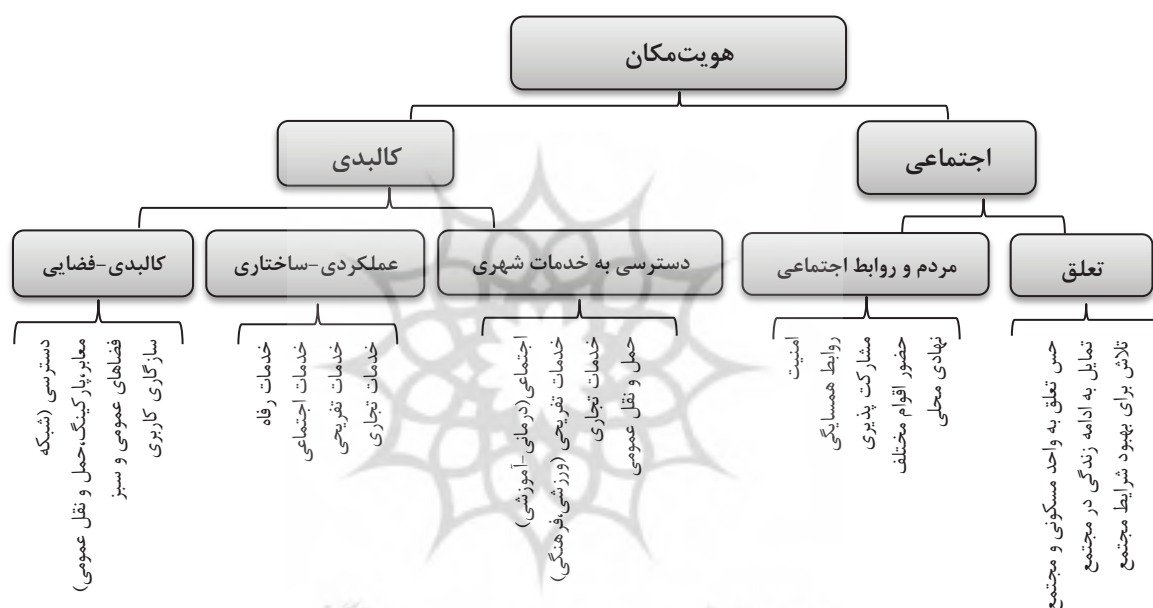 هویت‌مکان
اجتماعی
کالبدی
تعلق
مردم و روابط اجتماعی
دسترسی به خدمات شهری
عملکردی-ساختاری
کالبدی-فضایی
تلاش برای بهبود شرایط مجتمع
تمایل به ادامه زندگی در مجتمع
حس تعلق به واحد مسکونی و مجتمع
نهادی محلی
حضور اقوام مختلف
مشارکت پذیری
روابط همسایگی
امنیت
حمل و نقل عمومی
خدمات تجاری
خدمات تفریحی (ورزشی،فرهنگی)
اجتماعی(درمانی-آموزشی)
خدمات تجاری
خدمات تفریحی
خدمات اجتماعی
خدمات رفاه
سازگاری کاربری
فضاهای عمومی و سبز
دسترسی (شبکه
معابر،پارکینگ،حمل و نقل عمومی)